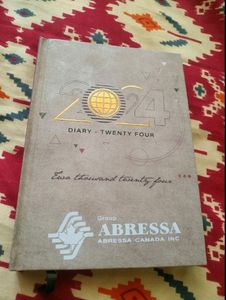 2024
DIARY - TWENTY FOUR
Two thousand twenty four
Group
ABRESSA
ABRESSA CANADA INC